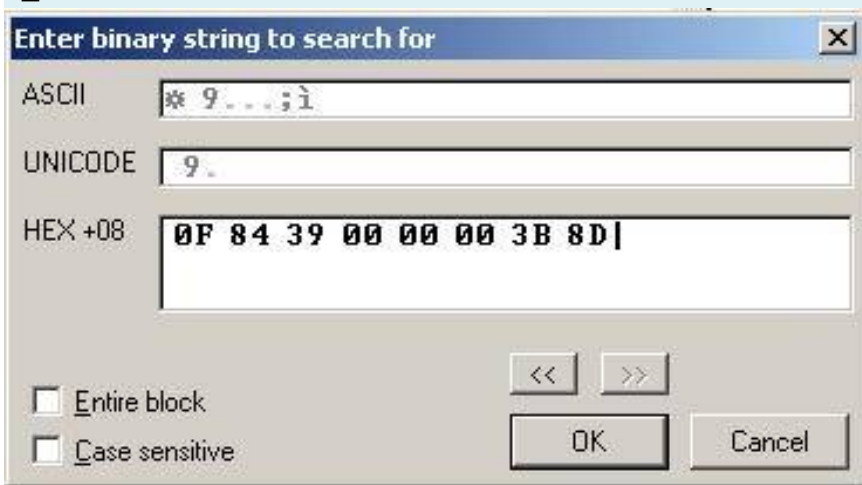 Enter binary string to search for
ASCII ☼ 9...;ì
UNICODE 9.
HEX +08 0F 84 39 00 00 00 3B 8D
<< >>
Entire block
Case sensitive
OK Cancel